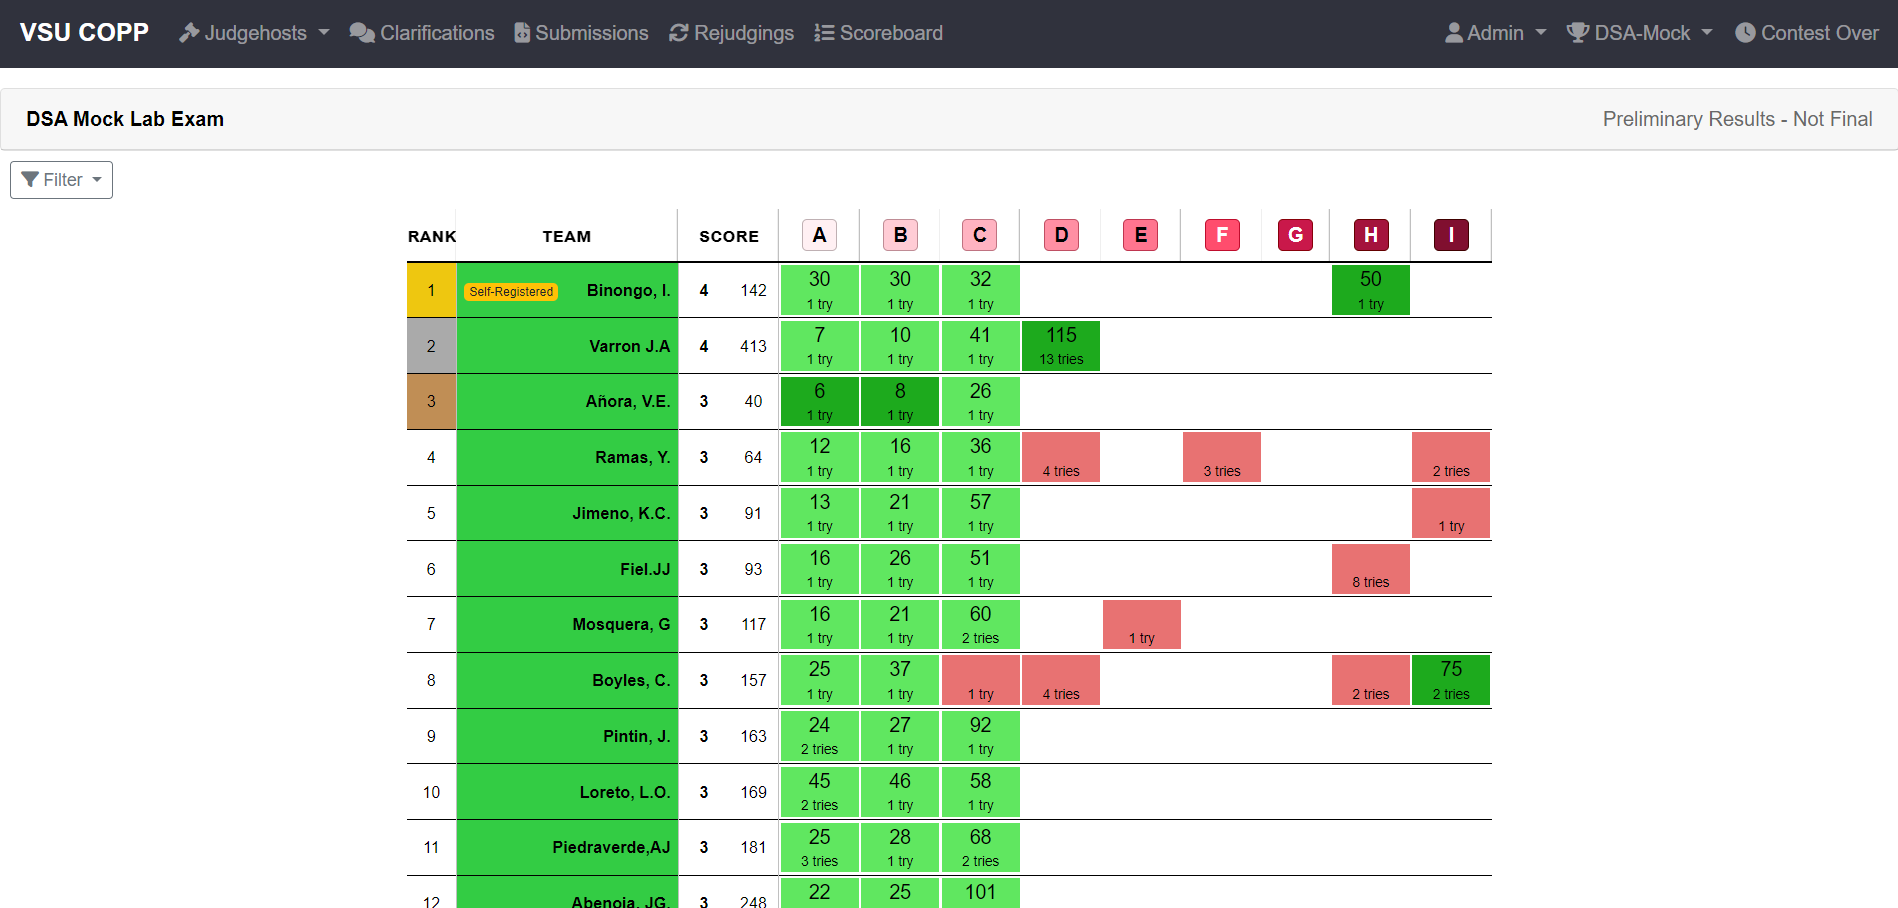 VSU COPP Judgehosts Clarifications Submissions Rejudgings Scoreboard Admin DSA-Mock Contest Over
DSA Mock Lab Exam Preliminary Results - Not Final
Filter
RANK TEAM SCORE A B C D E F G H I
1 Self-Registered Binongo, I. 4 142 30 30 32 50
1 try 1 try 1 try 1 try
2 Varron J.A 4 413 7 10 41 115
1 try 1 try 1 try 13 tries
3 Añora, V.E. 3 40 6 8 26
1 try 1 try 1 try
4 Ramas, Y. 3 64 12 16 36
1 try 1 try 1 try 4 tries 3 tries 2 tries
5 Jimeno, K.C. 3 91 13 21 57
1 try 1 try 1 try 1 try
6 Fiel.JJ 3 93 16 26 51
1 try 1 try 1 try 8 tries
7 Mosquera, G 3 117 16 21 60
1 try 1 try 2 tries 1 try
8 Boyles, C. 3 157 25 37 75
1 try 1 try 1 try 4 tries 2 tries 2 tries
9 Pintin, J. 3 163 24 27 92
2 tries 1 try 1 try
10 Loreto, L.O. 3 169 45 46 58
2 tries 1 try 1 try
11 Piedraverde,AJ 3 181 25 28 68
3 tries 1 try 2 tries
12 Abenoja, JG. 3 248 22 25 101